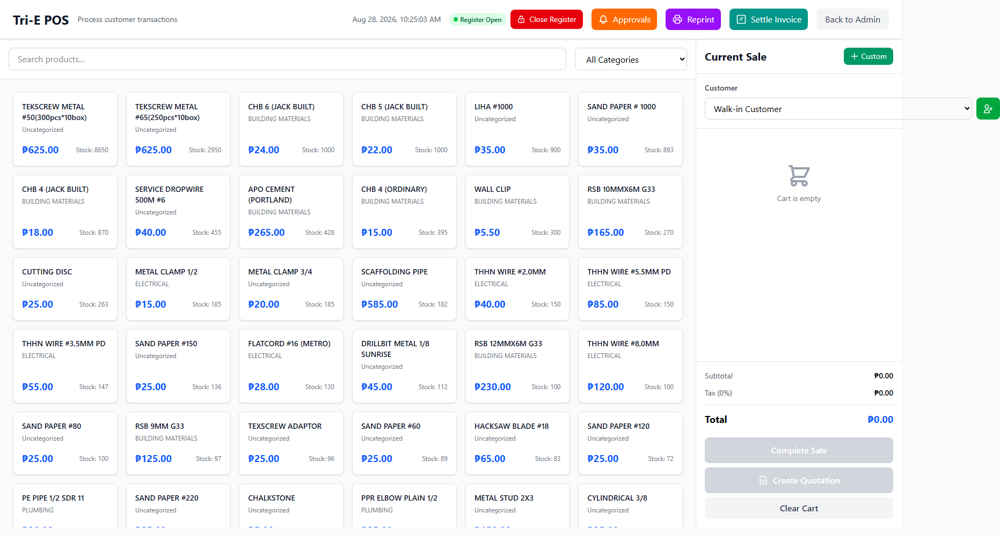 Tri-E POS
Process customer transactions
Aug 28, 2026, 10:25:03 AM
Register Open
Close Register
Approvals
Reprint
Settle Invoice
Back to Admin
Search products...
All Categories
Current Sale
Custom
Customer
Walk-in Customer
TEKSCREW METAL
#50(300pcs*10box)
Uncategorized
₱625.00
Stock: 8650
TEKSCREW METAL
#65(250pcs*10box)
Uncategorized
₱625.00
Stock: 2950
CHB 6 (JACK BUILT)
BUILDING MATERIALS
₱24.00
Stock: 1000
CHB 5 (JACK BUILT)
BUILDING MATERIALS
₱22.00
Stock: 1000
LIHA #1000
Uncategorized
₱35.00
Stock: 900
SAND PAPER # 1000
Uncategorized
₱35.00
Stock: 893
CHB 4 (JACK BUILT)
BUILDING MATERIALS
₱18.00
Stock: 870
SERVICE DROPWIRE
500M #6
Uncategorized
₱40.00
Stock: 455
APO CEMENT
(PORTLAND)
BUILDING MATERIALS
₱265.00
Stock: 428
CHB 4 (ORDINARY)
BUILDING MATERIALS
₱15.00
Stock: 395
WALL CLIP
BUILDING MATERIALS
₱5.50
Stock: 300
RSB 10MMX6M G33
BUILDING MATERIALS
₱165.00
Stock: 270
CUTTING DISC
Uncategorized
₱25.00
Stock: 263
METAL CLAMP 1/2
ELECTRICAL
₱15.00
Stock: 185
METAL CLAMP 3/4
Uncategorized
₱20.00
Stock: 185
SCAFFOLDING PIPE
Uncategorized
₱585.00
Stock: 182
THHN WIRE #2,0MM
ELECTRICAL
₱40.00
Stock: 150
THHN WIRE #5,5MM PD
ELECTRICAL
₱85.00
Stock: 150
THHN WIRE #3,5MM PD
ELECTRICAL
₱55.00
Stock: 147
SAND PAPER #150
Uncategorized
₱25.00
Stock: 136
FLATCORD #16 (METRO)
ELECTRICAL
₱28.00
Stock: 130
DRILLBIT METAL 1/8
SUNRISE
Uncategorized
₱45.00
Stock: 112
RSB 12MMX6M G33
BUILDING MATERIALS
₱230.00
Stock: 100
THHN WIRE #8,0MM
ELECTRICAL
₱120.00
Stock: 100
SAND PAPER #80
Uncategorized
₱25.00
Stock: 100
RSB 9MM G33
BUILDING MATERIALS
₱125.00
Stock: 97
TEXSCREW ADAPTOR
Uncategorized
₱25.00
Stock: 96
SAND PAPER #60
Uncategorized
₱25.00
Stock: 89
HACKSAW BLADE #18
Uncategorized
₱65.00
Stock: 83
SAND PAPER #120
Uncategorized
₱25.00
Stock: 72
PE PIPE 1/2 SDR 11
PLUMBING
SAND PAPER #220
Uncategorized
CHALKSTONE
Uncategorized
PPR ELBOW PLAIN 1/2
PLUMBING
METAL STUD 2X3
Uncategorized
CYLINDRICAL 3/8
Uncategorized
Cart is empty
Subtotal
₱0.00
Tax (0%)
₱0.00
Total
₱0.00
Complete Sale
Create Quotation
Clear Cart